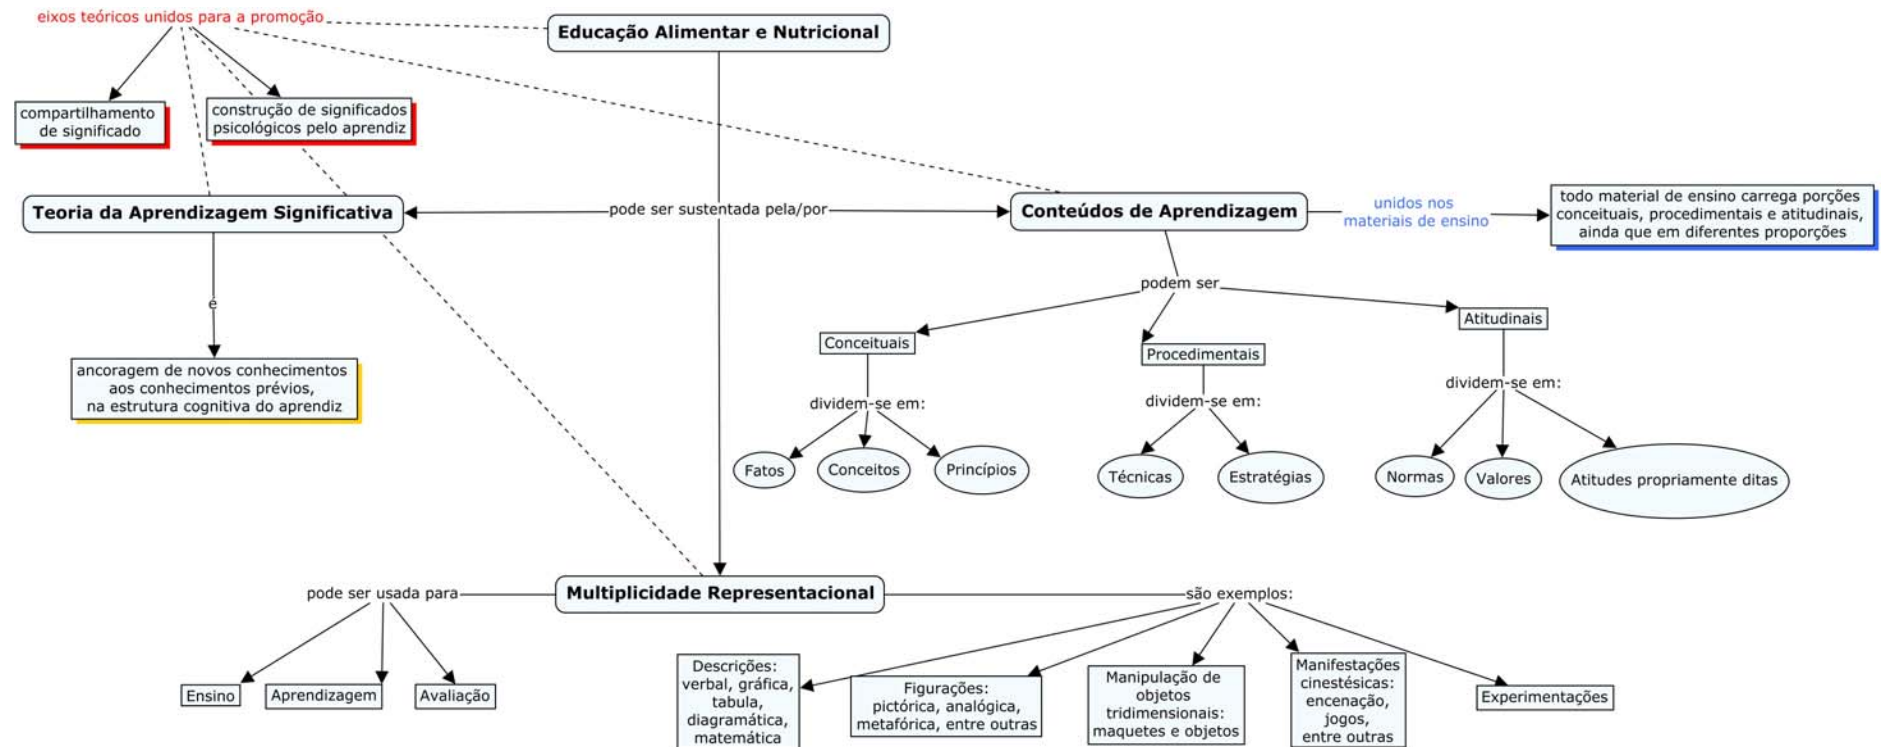 eixos teóricos unidos para a promoção
Educação Alimentar e Nutricional
compartilhamento
de significado
construção de significados
psicológicos pelo aprendiz
Teoria da Aprendizagem Significativa
pode ser sustentada pela/por
Conteúdos de Aprendizagem
unidos nos
materiais de ensino
todo material de ensino carrega porções
conceituais, procedimentais e atitudinais,
ainda que em diferentes proporções
é
ancoragem de novos conhecimentos
aos conhecimentos prévios,
na estrutura cognitiva do aprendiz
podem ser
Conceituais
Procedimentais
Atitudinais
dividem-se em:
dividem-se em:
dividem-se em:
Fatos
Conceitos
Princípios
Técnicas
Estratégias
Normas
Valores
Atitudes propriamente ditas
pode ser usada para
Multiplicidade Representacional
são exemplos:
Ensino
Aprendizagem
Avaliação
Descrições:
verbal, gráfica,
tabula,
diagramática,
matemática
Figurações:
pictórica, analógica,
metafórica, entre outras
Manipulação de
objetos
tridimensionais:
maquetes e objetos
Manifestações
cinestésicas:
encenação,
jogos,
entre outras
Experimentações